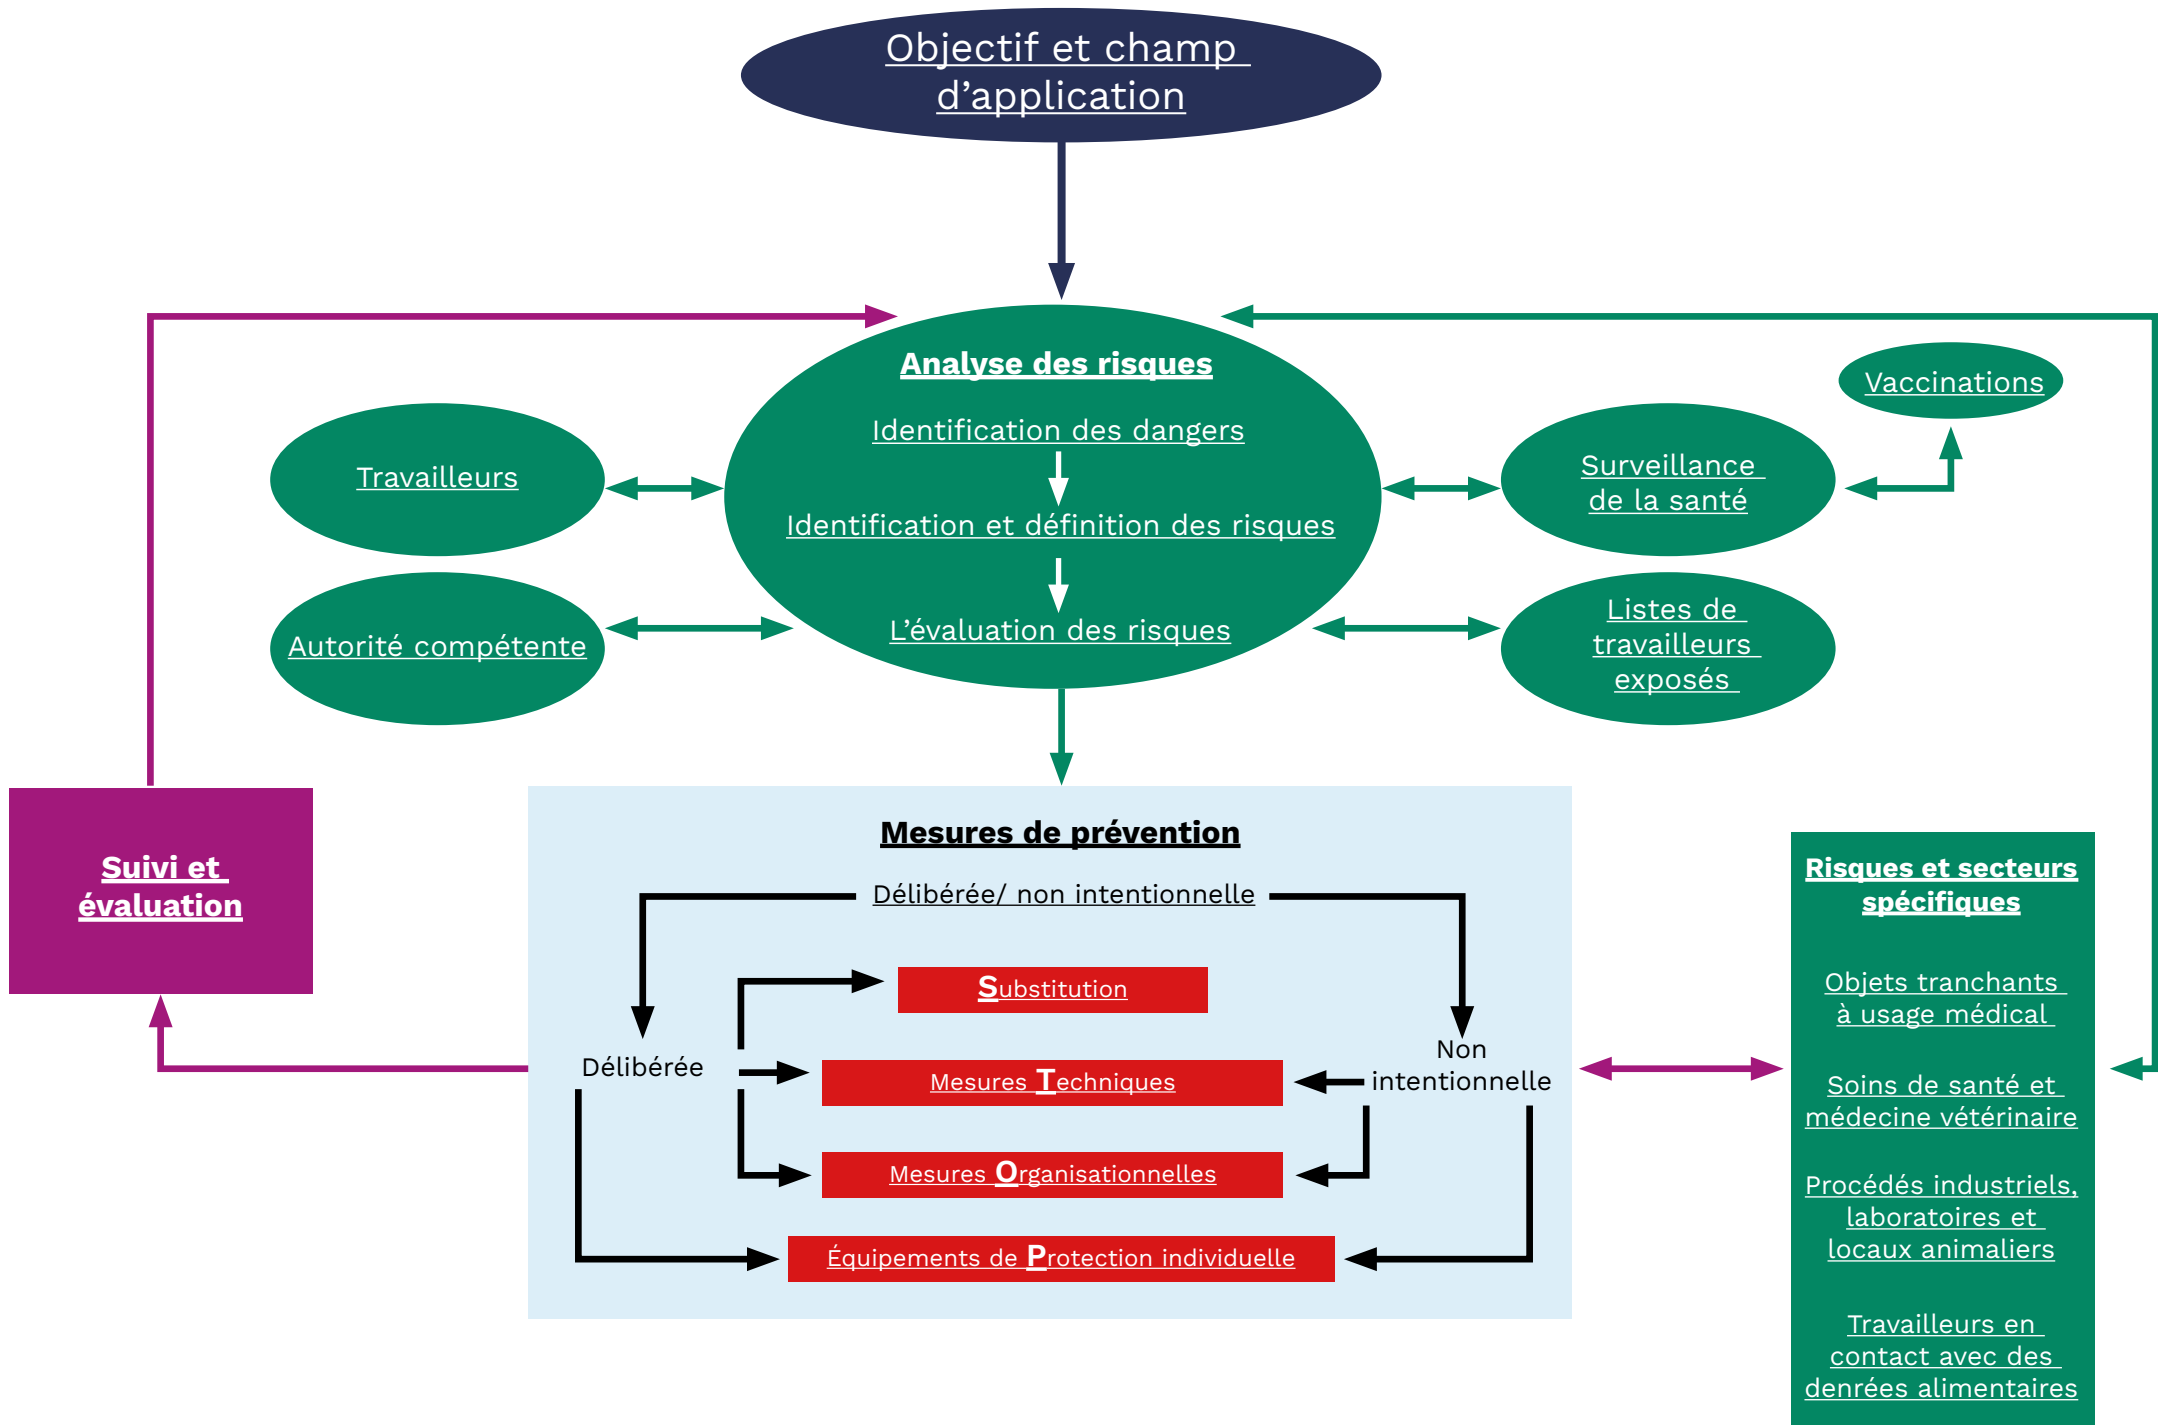 Objectif et champ
d’application
Analyse des risques
Identification des dangers
Identification et définition des risques
L’évaluation des risques
Travailleurs
Autorité compétente
Surveillance
de la santé
Vaccinations
Listes de
travailleurs
exposés
Suivi et
évaluation
Mesures de prévention
Délibérée/ non intentionnelle
Substitution
Délibérée
Non
intentionnelle
Mesures Techniques
Mesures Organisationnelles
Équipements de Protection individuelle
Risques et secteurs
spécifiques
Objets tranchants
à usage médical
Soins de santé et
médecine vétérinaire
Procédés industriels,
laboratoires et
locaux animaliers
Travailleurs en
contact avec des
denrées alimentaires